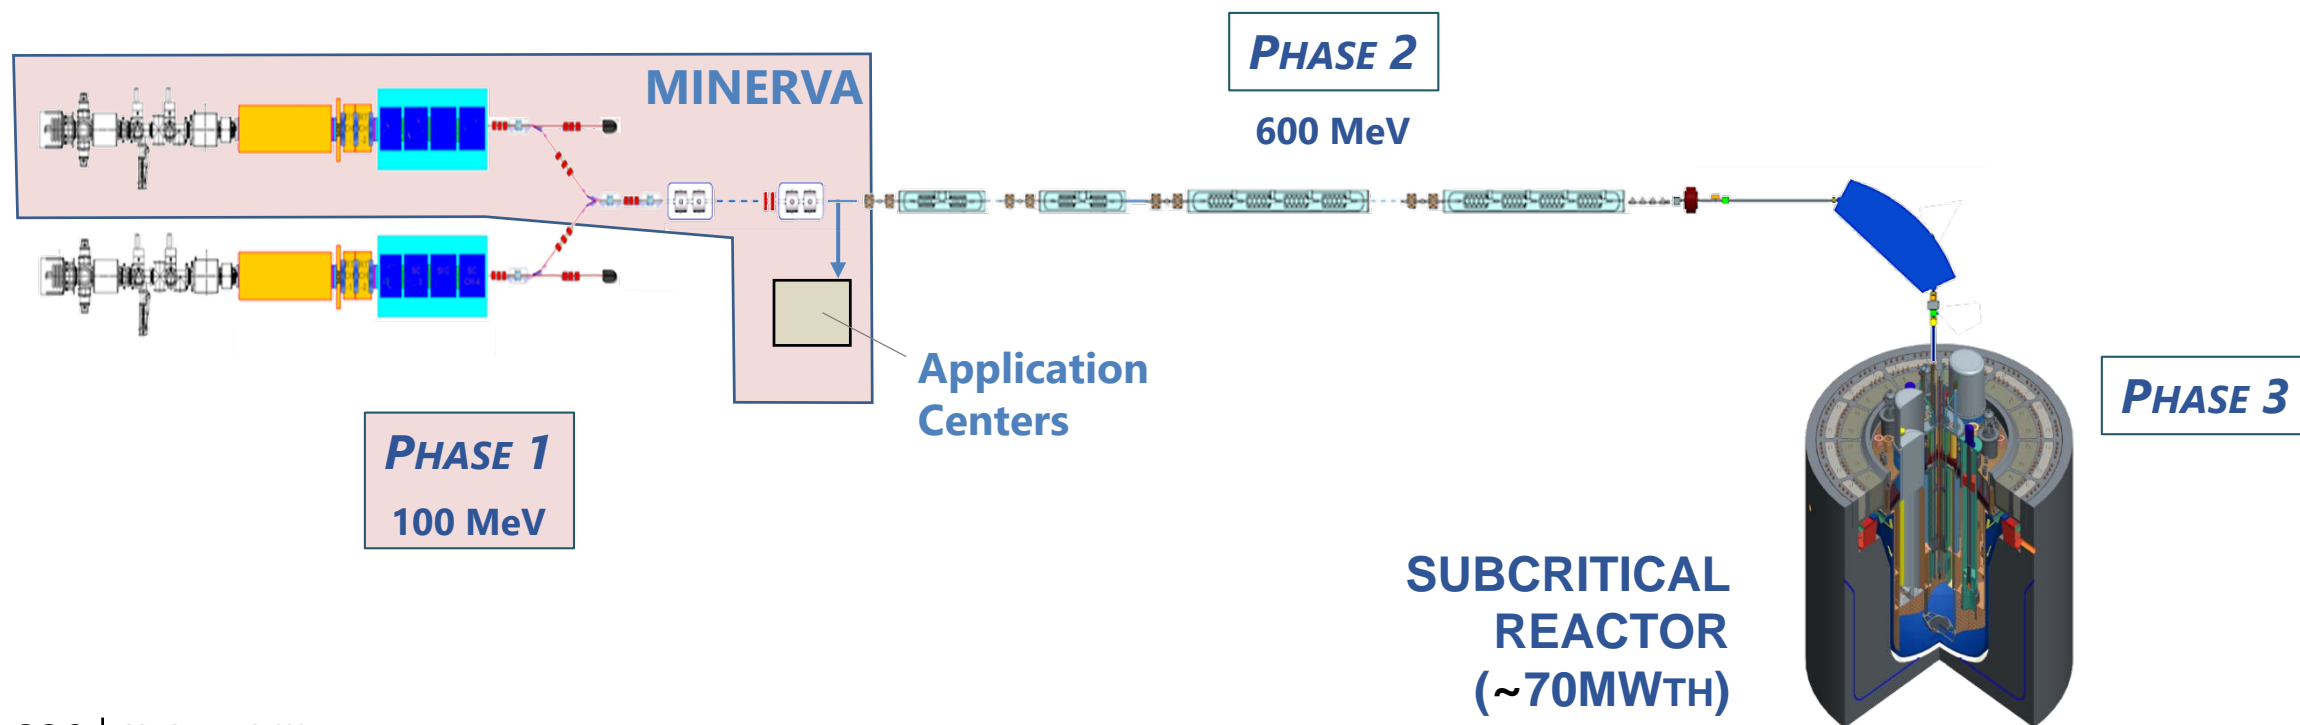 PHASE 2
MINERVA
600 MeV
PHASE 1
100 MeV
Application
Centers
PHASE 3
SUBCRITICAL
REACTOR
(~70MWTH)